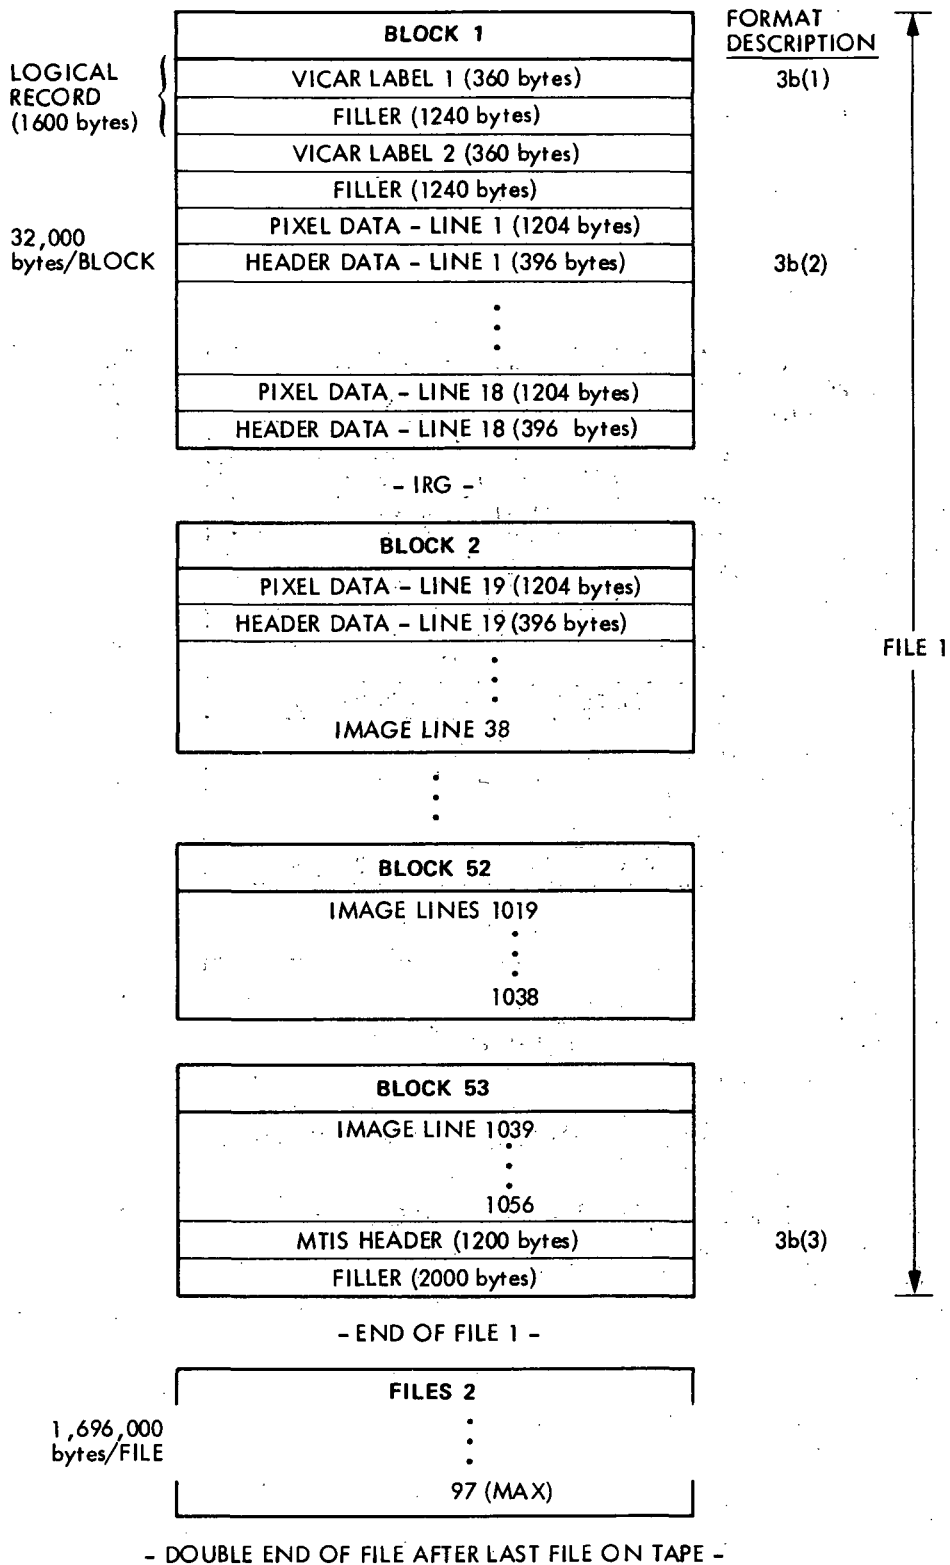 BLOCK 1
FORMAT
DESCRIPTION
LOGICAL
RECORD
(1600 bytes)
VICAR LABEL 1 (360 bytes)
3b(1)
FILLER (1240 bytes)
VICAR LABEL 2 (360 bytes)
FILLER (1240 bytes)
PIXEL DATA - LINE 1 (1204 bytes)
32,000
bytes/BLOCK
HEADER DATA - LINE 1 (396 bytes)
3b(2)
PIXEL DATA - LINE 18 (1204 bytes)
HEADER DATA - LINE 18 (396 bytes)
- IRG -
BLOCK 2
PIXEL DATA - LINE 19 (1204 bytes)
HEADER DATA - LINE 19 (396 bytes)
FILE 1
IMAGE LINE 38
BLOCK 52
IMAGE LINES 1019
1038
BLOCK 53
IMAGE LINE 1039
1056
MTIS HEADER (1200 bytes)
3b(3)
FILLER (2000 bytes)
- END OF FILE 1 -
FILES 2
1,696,000
bytes/FILE
97 (MAX)
- DOUBLE END OF FILE AFTER LAST FILE ON TAPE -